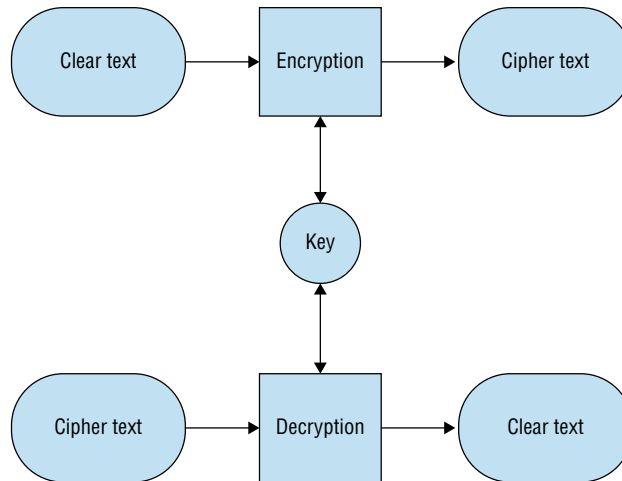 Clear text
Encryption
Cipher text
Key
Cipher text
Decryption
Clear text